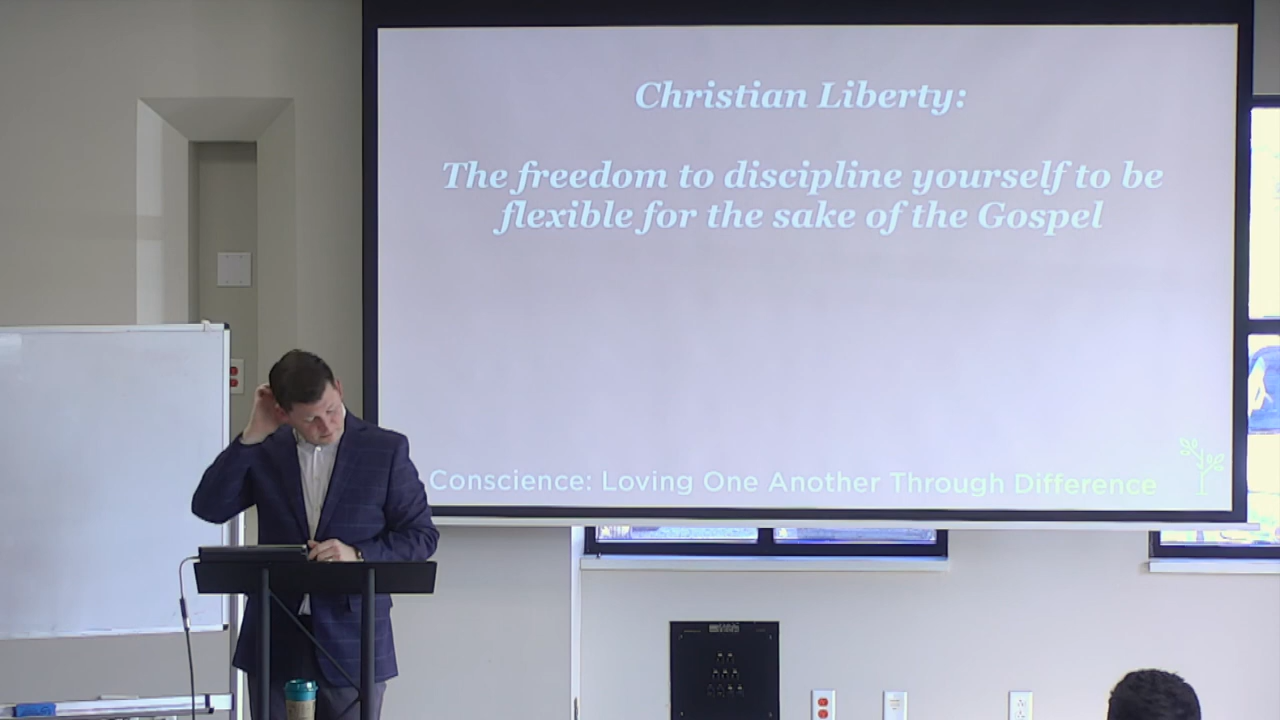 Christian Liberty:
The freedom to discipline yourself to be
flexible for the sake of the Gospel
Conscience: Loving One Another Through Difference